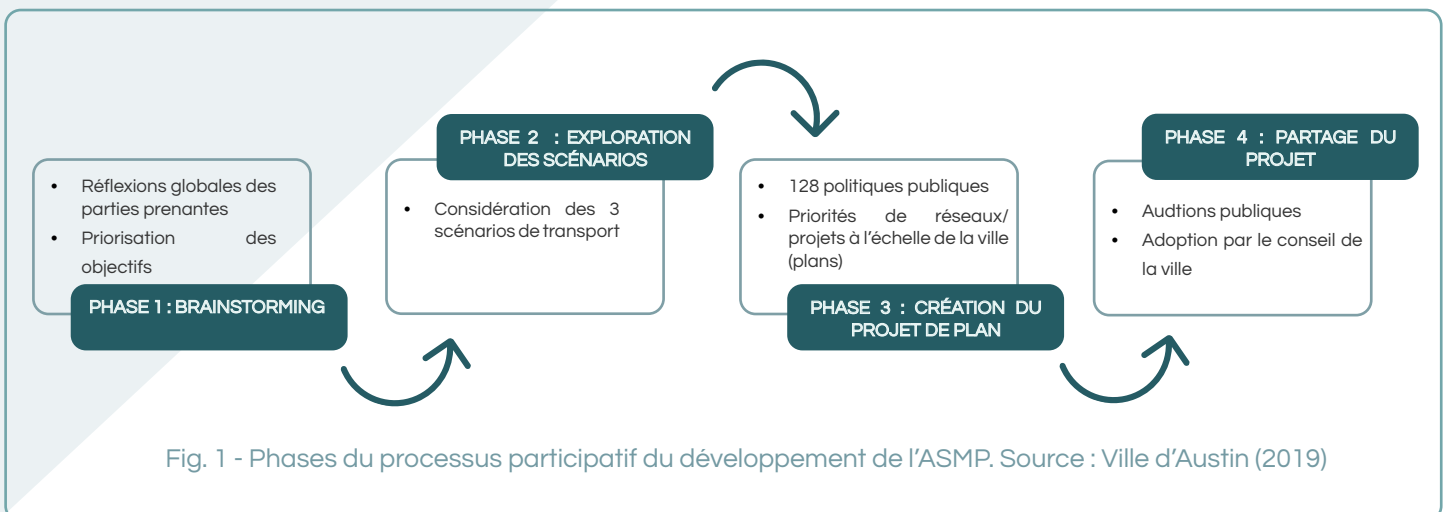 • Réflexions globales des
parties prenantes
• Priorisation des
objectifs
PHASE 1 : BRAINSTORMING
PHASE 2 : EXPLORATION
DES SCÉNARIOS
• Considération des 3
scénarios de transport
• 128 politiques publiques
• Priorités de réseaux/
projets à l'échelle de la ville
(plans)
PHASE 3 : CRÉATION DU
PROJET DE PLAN
PHASE 4 : PARTAGE DU
PROJET
• Audtions publiques
• Adoption par le conseil de
la ville
Fig. 1 - Phases du processus participatif du développement de l'ASMP. Source : Ville d'Austin (2019)